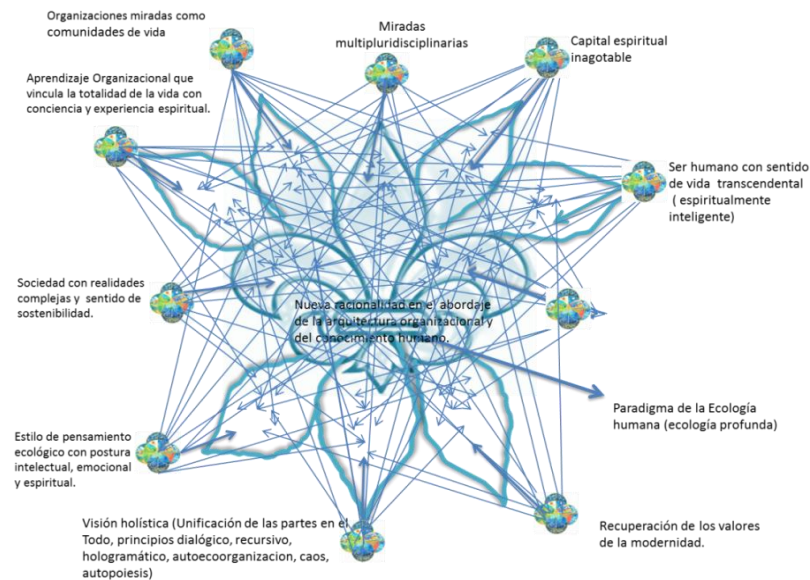 Organizaciones miradas como
comunidades de vida
Miradas
multipluridisciplinarias
Capital espiritual
inagotable
Aprendizaje Organizacional que
vincula la totalidad de la vida con
conciencia y experiencia espiritual.
Ser humano con sentido
de vida transcendental
( espiritualmente
inteligente)
Sociedad con realidades
complejas y sentido de
sostenibilidad.
Nueva racionalidad en el abordaje
de la arquitectura organizacional y
del conocimiento humano.
Paradigma de la Ecología
humana (ecología profunda)
Estilo de pensamiento
ecológico con postura
intelectual, emocional
y espiritual.
Visión holística (Unificación de las partes en el
Todo, principios dialógico, recursivo,
hologramático, autoecoorganizacion, caos,
autopoiesis)
Recuperación de los valores
de la modernidad.